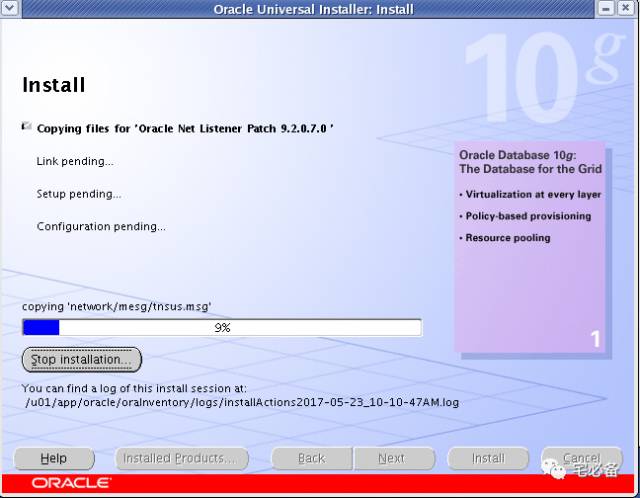 Oracle Universal Installer: Install
10g
Install
Copying files for 'Oracle Net Listener Patch 9.2.0.7.0 '
Link pending...
Setup pending...
Configuration pending...
Oracle Database 10g:
The Database for the Grid
• Virtualization at every layer
• Policy-based provisioning
• Resource pooling
1
copying 'network/mesg/tnsus.msg'
9%
Stop installation...
You can find a log of this install session at:
/u01/app/oracle/oraInventory/logs/installActions2017-05-23_10-10-47AM.log
Help
Installed Products...
Back
Next
Install
Cancel
宅必备
ORACLE